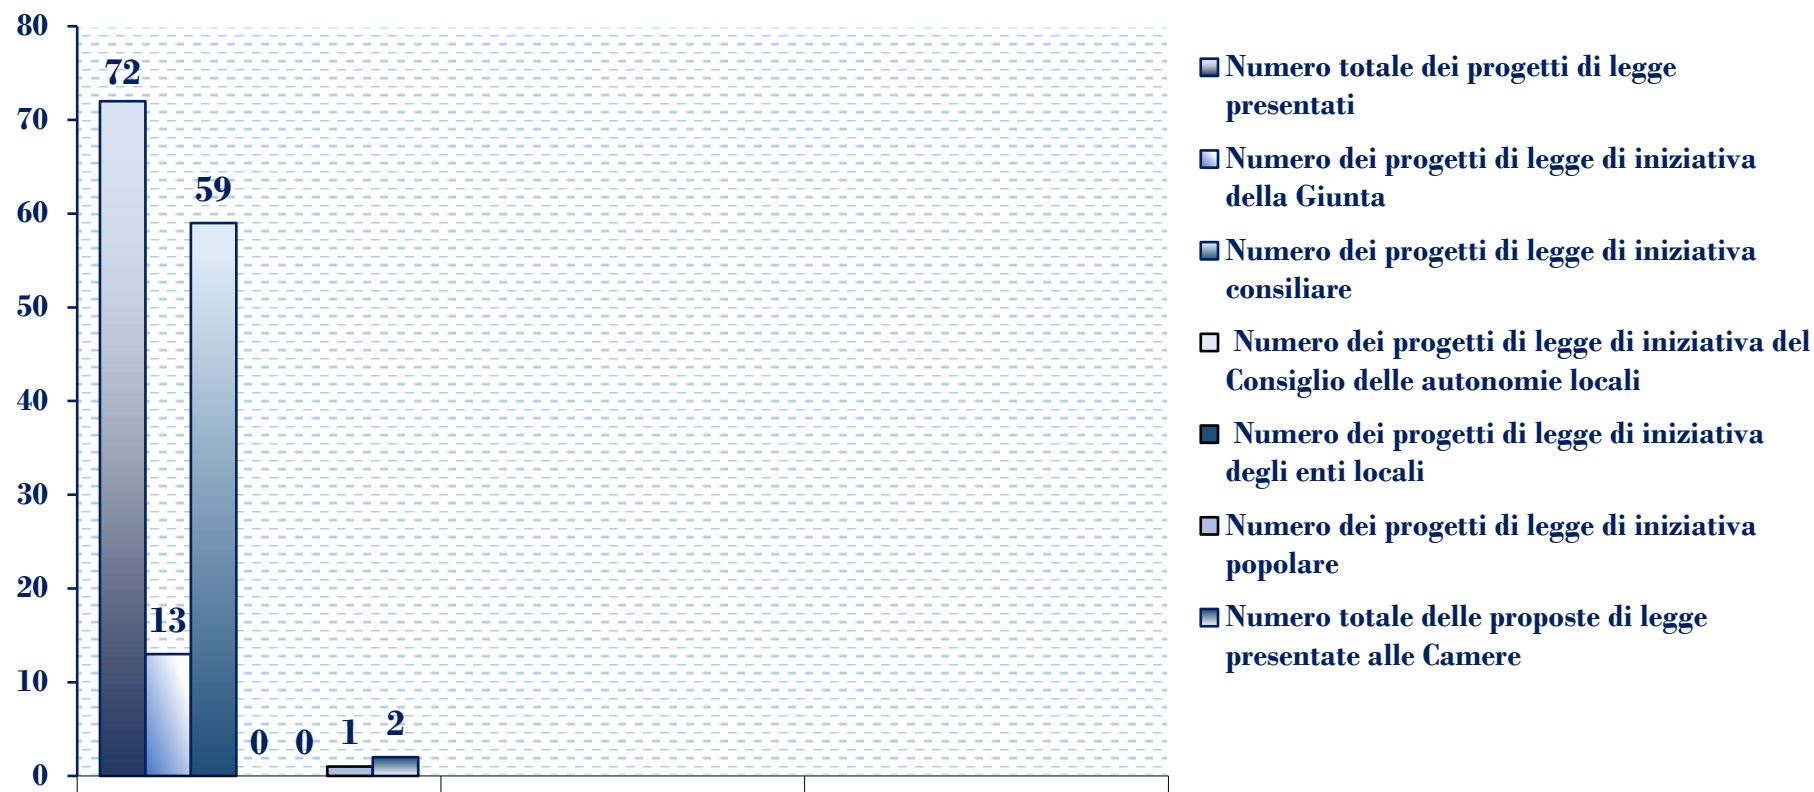 80
70
60
50
40
30
20
10
0
72
13
59
0
0
1
2
Numero totale dei progetti di legge
presentati
Numero dei progetti di legge di iniziativa
della Giunta
Numero dei progetti di legge di iniziativa
consiliare
Numero dei progetti di legge di iniziativa del
Consiglio delle autonomie locali
Numero dei progetti di legge di iniziativa
degli enti locali
Numero dei progetti di legge di iniziativa
popolare
Numero totale delle proposte di legge
presentate alle Camere